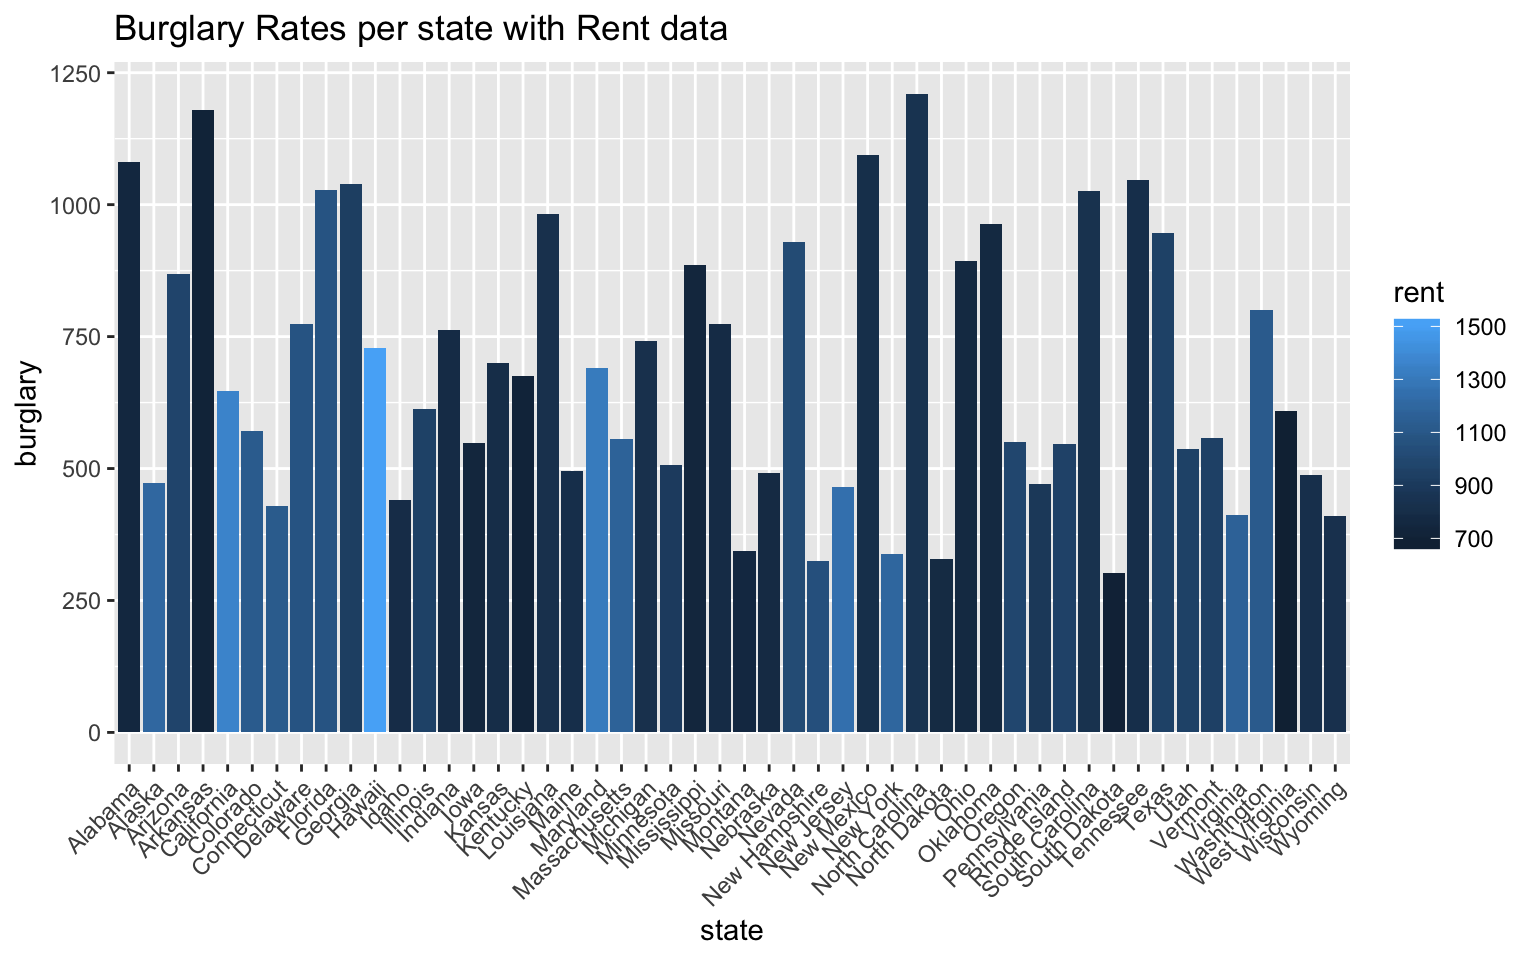 Burglary Rates per state with Rent data
burglary
1250
1000
750
500
250
0
Alabama
Alaska
Arizona
Arkansas
California
Colorado
Connecticut
Delaware
Florida
Georgia
Hawaii
Idaho
Illinois
Indiana
Iowa
Kansas
Kentucky
Louisiana
Maine
Maryland
Massachusetts
Michigan
Minnesota
Mississippi
Missouri
Montana
Nebraska
Nevada
New Hampshire
New Jersey
New Mexico
New York
North Carolina
North Dakota
Ohio
Oklahoma
Oregon
Pennsylvania
Rhode Island
South Carolina
South Dakota
Tennessee
Texas
Utah
Vermont
Virginia
Washington
West Virginia
Wisconsin
Wyoming
state
rent
1500
1300
1100
900
700